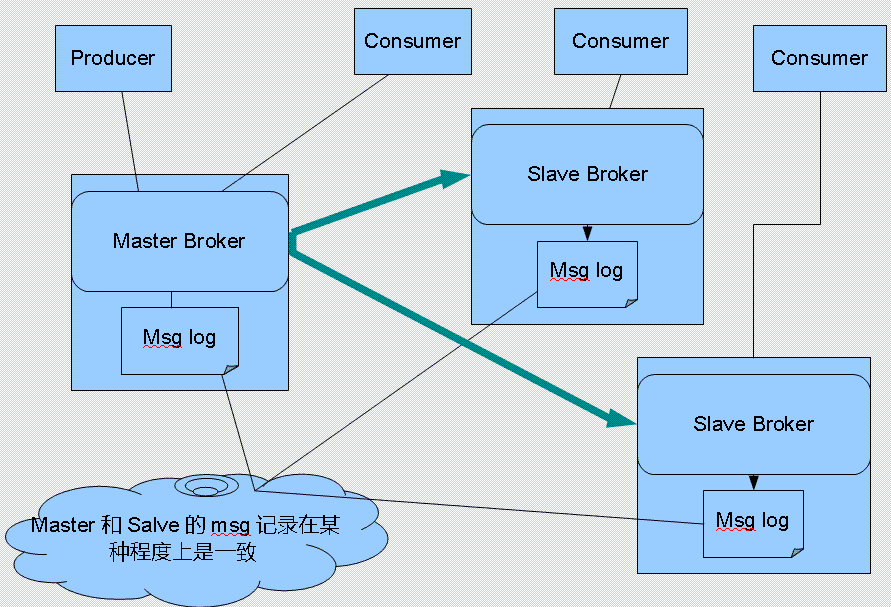 Producer
Consumer
Consumer
Consumer
Master Broker
Msg log
Slave Broker
Msg log
Slave Broker
Msg log
Master 和 Salve 的 msg 记录在某
种程度上是一致